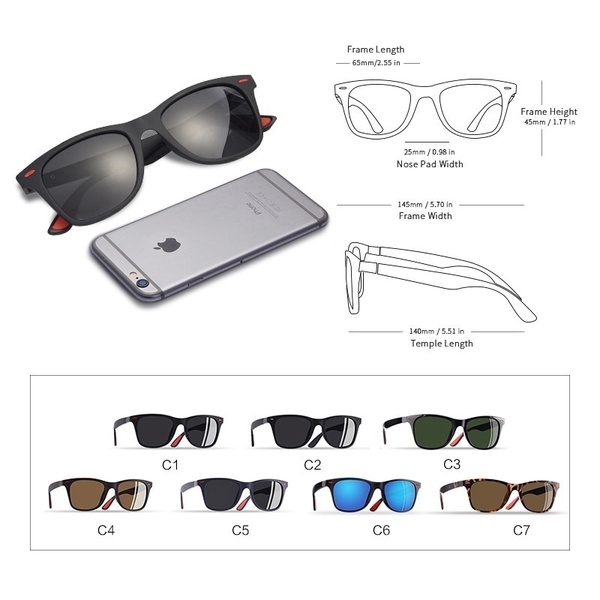 Frame Length
65mm/2.55 in
Frame Height
45mm / 1.77 in
25mm / 0.98 in
Nose Pad Width
145mm / 5.70 in
Frame Width
140mm / 5.51 in
Temple Length
iPhone
C1
C2
C3
C4
C5
C6
C7